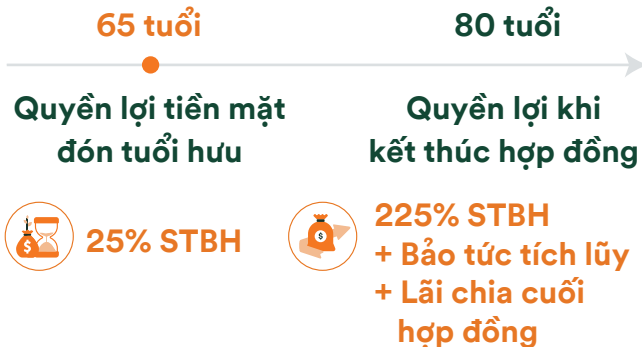 65 tuổi
80 tuổi
Quyền lợi tiền mặt
đón tuổi hưu
Quyền lợi khi
kết thúc hợp đồng
25% STBH
225% STBH
+ Bảo tức tích lũy
+ Lãi chia cuối
hợp đồng